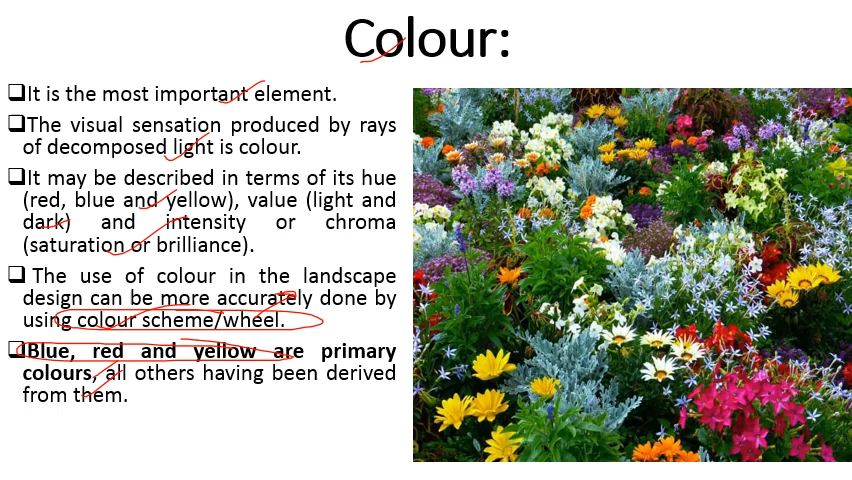 Colour:
❑It is the most important element.
❑The visual sensation produced by rays
of decomposed light is colour.
❑It may be described in terms of its hue
(red, blue and yellow), value (light and
dark) and intensity or chroma
(saturation or brilliance).
❑ The use of colour in the landscape
design can be more accurately done by
using colour scheme/wheel.
❑Blue, red and yellow are primary
colours, all others having been derived
from them.